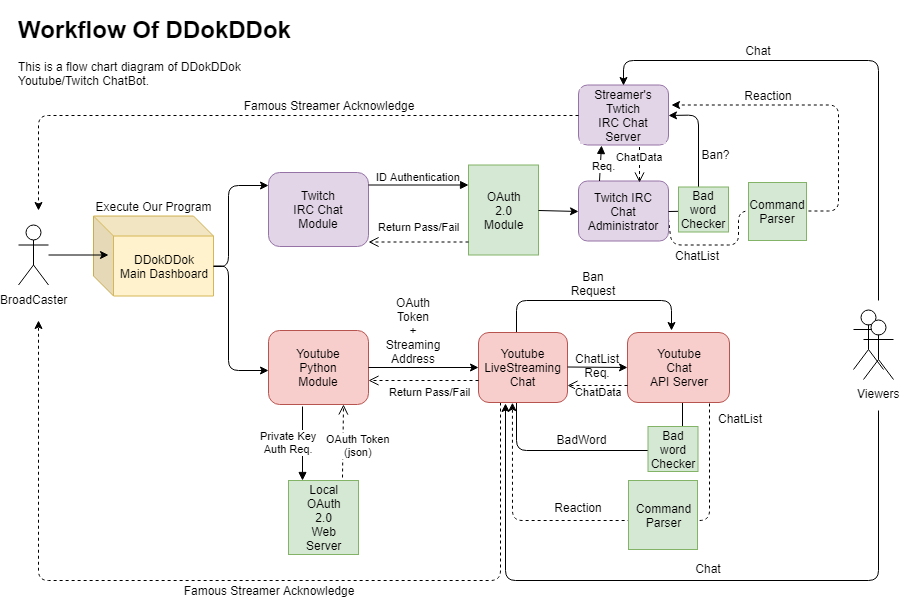 Workflow Of DDokDDok
This is a flow chart diagram of DDokDDok
Youtube/Twitch ChatBot.
Chat
Famous Streamer Acknowledge
Streamer's
Twtich
IRC Chat
Server
Reaction
Req.
ChatData
Ban?
Execute Our Program
DDokDDok
Main Dashboard
BroadCaster
Twitch
IRC Chat
Module
ID Authentication
Return Pass/Fail
OAuth
2.0
Module
Twitch IRC
Chat
Administrator
Bad
word
Checker
Command
Parser
ChatList
Ban
Request
OAuth
Token
+
Streaming
Address
Youtube
Python
Module
Return Pass/Fail
Youtube
LiveStreaming
Chat
ChatList
Req.
ChatData
Youtube
Chat
API Server
Viewers
ChatList
Private Key
Auth Req.
OAuth Token
(json)
BadWord
Bad
word
Checker
Local
OAuth
2.0
Web
Server
Reaction
Command
Parser
Chat
Famous Streamer Acknowledge